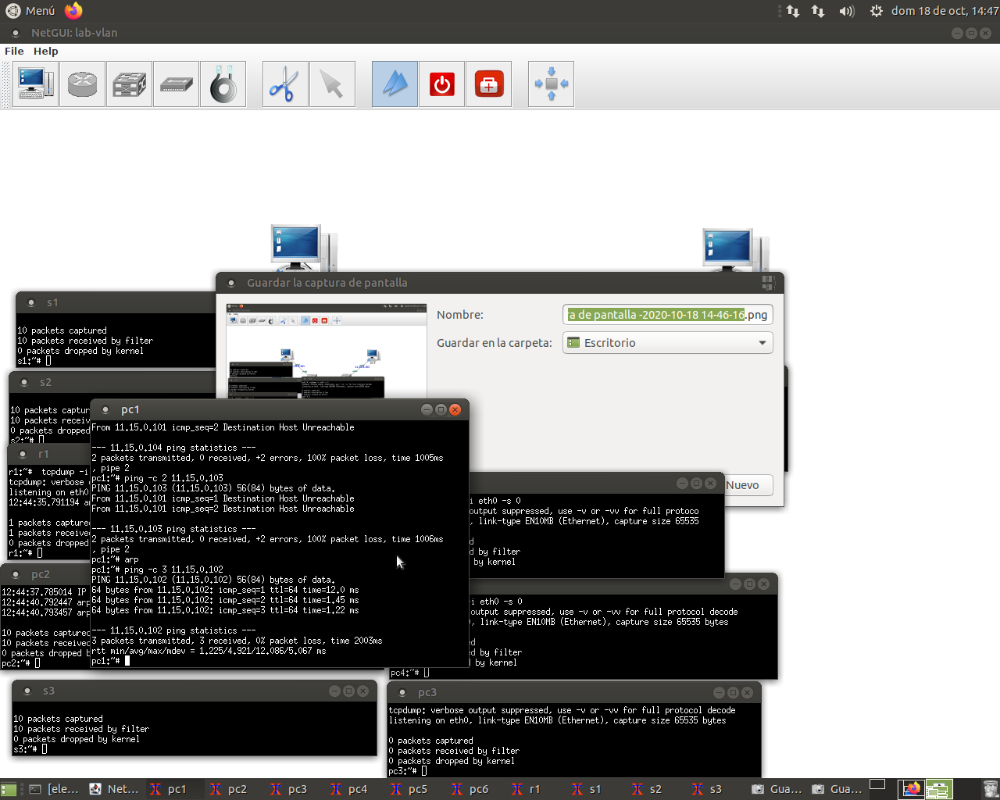 Menú
dom 18 de oct, 14:47
NetGUI: lab-vlan
File Help
Guardar la captura de pantalla
Nombre:
ra de pantalla -2020-10-18 14-46-16.png
Guardar en la carpeta:
Escritorio
Nuevo
s1
10 packets captured
10 packets received by filter
0 packets dropped by kernel
s1:~#
s2
10 packets captur
10 packets receiv
0 packets dropped
s2:~#
r1
r1:~#  tcpdump -i
tcpdump: verbose
listening on eth0
12:44:35.791194 a
1 packets capture
1 packets receive
0 packets dropped
r1:~#
pc1
From 11.15.0.101 icmp_seq=2 Destination Host Unreachable
--- 11.15.0.104 ping statistics ---
2 packets transmitted, 0 received, +2 errors, 100% packet loss, time 1005ms
, pipe 2
pc1:~# ping -c 2 11.15.0.103
PING 11.15.0.103 (11.15.0.103) 56(84) bytes of data.
From 11.15.0.101 icmp_seq=1 Destination Host Unreachable
From 11.15.0.101 icmp_seq=2 Destination Host Unreachable
--- 11.15.0.103 ping statistics ---
2 packets transmitted, 0 received, +2 errors, 100% packet loss, time 1006ms
, pipe 2
pc1:~# arp
pc1:~# ping -c 3 11.15.0.102
PING 11.15.0.102 (11.15.0.102) 56(84) bytes of data.
64 bytes from 11.15.0.102: icmp_seq=1 ttl=64 time=12.0 ms
64 bytes from 11.15.0.102: icmp_seq=2 ttl=64 time=1.45 ms
64 bytes from 11.15.0.102: icmp_seq=3 ttl=64 time=1.22 ms
--- 11.15.0.102 ping statistics ---
3 packets transmitted, 3 received, 0% packet loss, time 2003ms
rtt min/avg/max/mdev = 1.225/4.921/12.086/5.067 ms
pc1:~#
i eth0 -s 0
output suppressed, use -v or -vv for full protoco
, link-type EN10MB (Ethernet), capture size 65535
d
d by filter
by kernel
pc2
12:44:37.785014 IP
12:44:40.792447 arp
12:44:40.793457 arp
10 packets captured
10 packets received
0 packets dropped b
pc2:~#
i eth0 -s 0
output suppressed, use -v or -vv for full protocol decode
, link-type EN10MB (Ethernet), capture size 65535 bytes
d
d by filter
by kernel
pc4:~#
s3
10 packets captured
10 packets received by filter
0 packets dropped by kernel
s3:~#
pc3
tcpdump: verbose output suppressed, use -v or -vv for full protocol decode
listening on eth0, link-type EN10MB (Ethernet), capture size 65535 bytes
0 packets captured
0 packets received by filter
0 packets dropped by kernel
pc3:~#
[ele... Net... pc1 pc2 pc3 pc4 pc5 pc6 r1 s1 s2 s3 Gua... Gua...